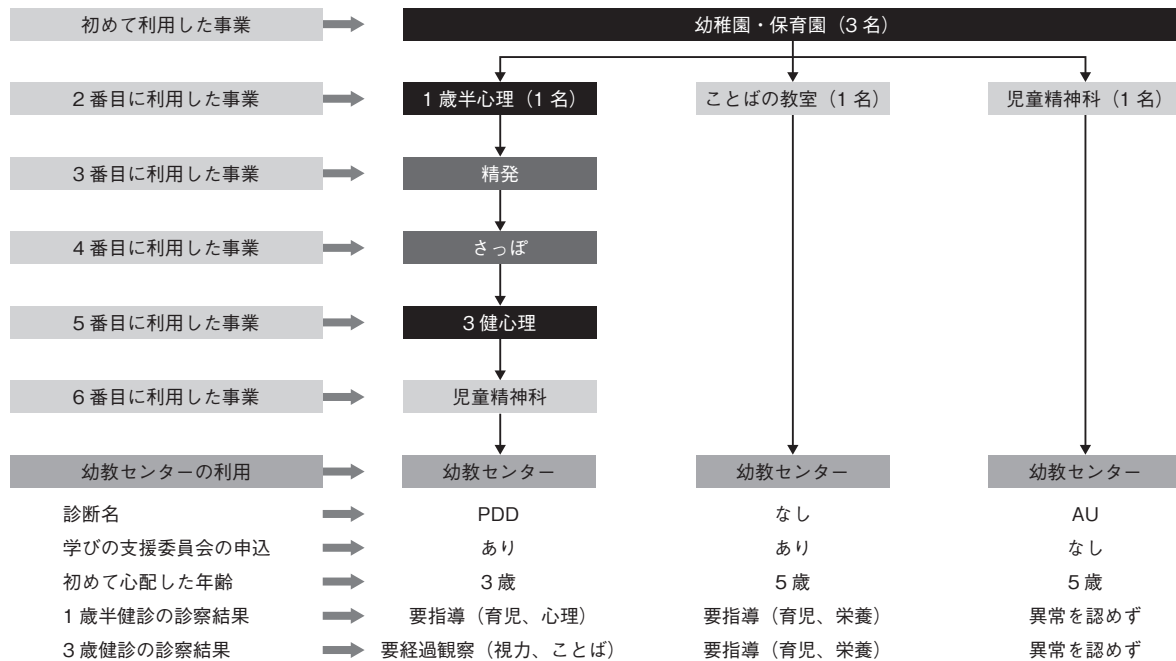 初めて利用した事業 幼稚園・保育園（3 名）
2 番目に利用した事業 1 歳半心理（1 名） ことばの教室（1 名） 児童精神科（1 名）
3 番目に利用した事業 精発
4 番目に利用した事業 さっぽ
5 番目に利用した事業 3 健心理
6 番目に利用した事業 児童精神科
幼教センターの利用 幼教センター 幼教センター 幼教センター
診断名 PDD なし AU
学びの支援委員会の申込 あり あり なし
初めて心配した年齢 3 歳 5 歳 5 歳
1 歳半健診の診察結果 要指導（育児、心理） 要指導（育児、栄養） 異常を認めず
3 歳健診の診察結果 要経過観察（視力、ことば） 要指導（育児、栄養） 異常を認めず